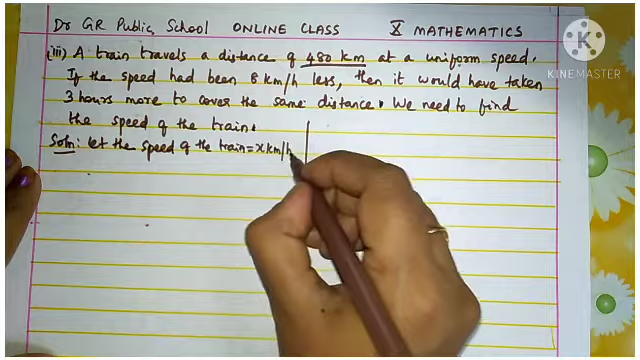 Dr GR Public School ONLINE CLASS X MATHEMATICS
(iii) A train travels a distance of 480 km at a uniform speed.
If the speed had been 8 km/h less, then it would have taken
3 hours more to cover the same distance. We need to find
the speed of the train.
Soln: let the speed of the train = x km/h
K
KINEMASTER